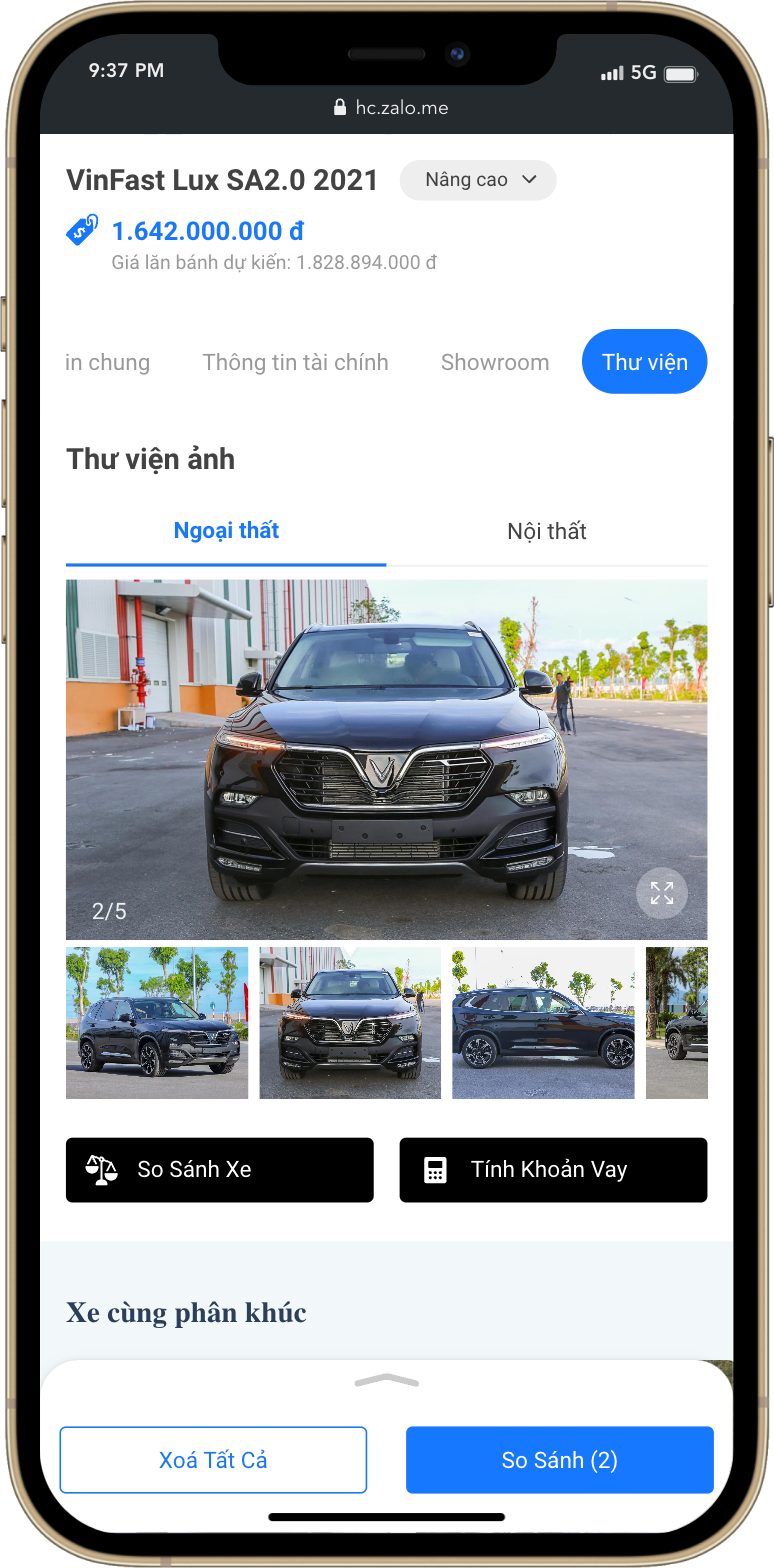 9:37 PM
5G
hc.zalo.me
VinFast Lux SA2.0 2021
Nâng cao
1.642.000.000 đ
Giá lăn bánh dự kiến: 1.828.894.000 đ
in chung
Thông tin tài chính
Showroom
Thư viện
Thư viện ảnh
Ngoại thất
Nội thất
2/5
So Sánh Xe
Tính Khoản Vay
Xe cùng phân khúc
Xoá Tất Cả
So Sánh (2)